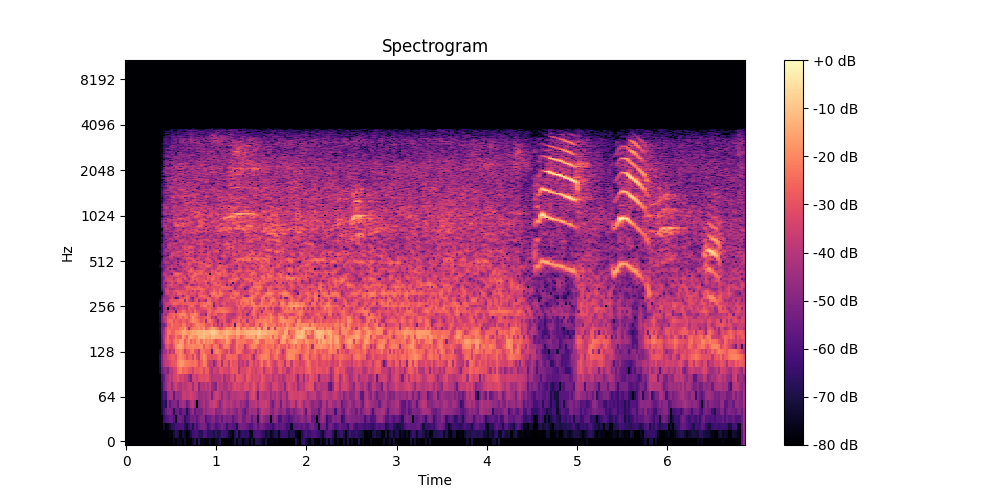 Spectrogram
8192
4096
2048
1024
512
256
128
64
0
Hz
0 1 2 3 4 5 6
Time
+0 dB
-10 dB
-20 dB
-30 dB
-40 dB
-50 dB
-60 dB
-70 dB
-80 dB